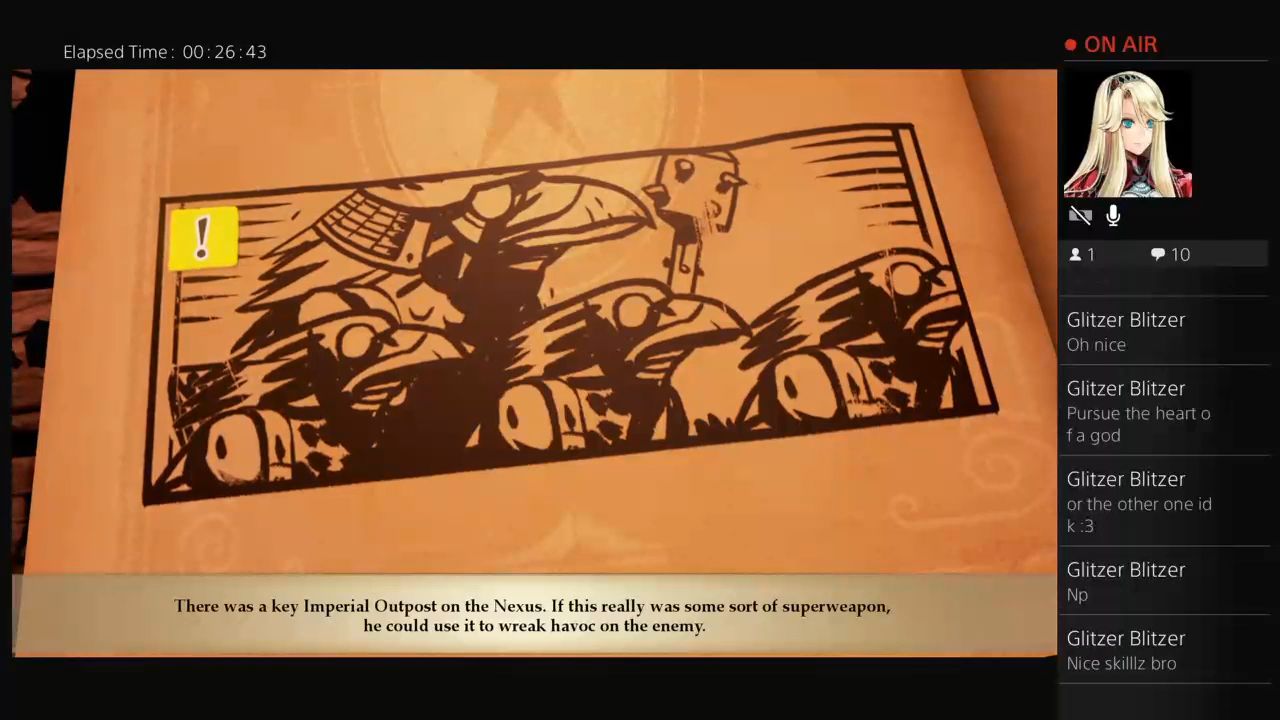 Elapsed Time: 00:26:43
ON AIR
1
10
Glitzer Blitzer
Oh nice
Glitzer Blitzer
Pursue the heart o
f a god
Glitzer Blitzer
or the other one id
k :3
Glitzer Blitzer
Np
Glitzer Blitzer
Nice skilllz bro
!
There was a key Imperial Outpost on the Nexus. If this really was some sort of superweapon,
he could use it to wreak havoc on the enemy.